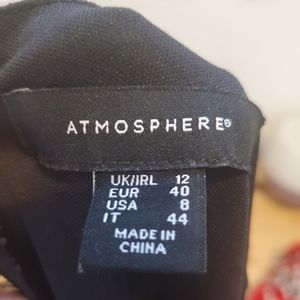 ATMOSPHERE®
UK/IRL 12
EUR 40
USA 8
IT 44
MADE IN
CHINA